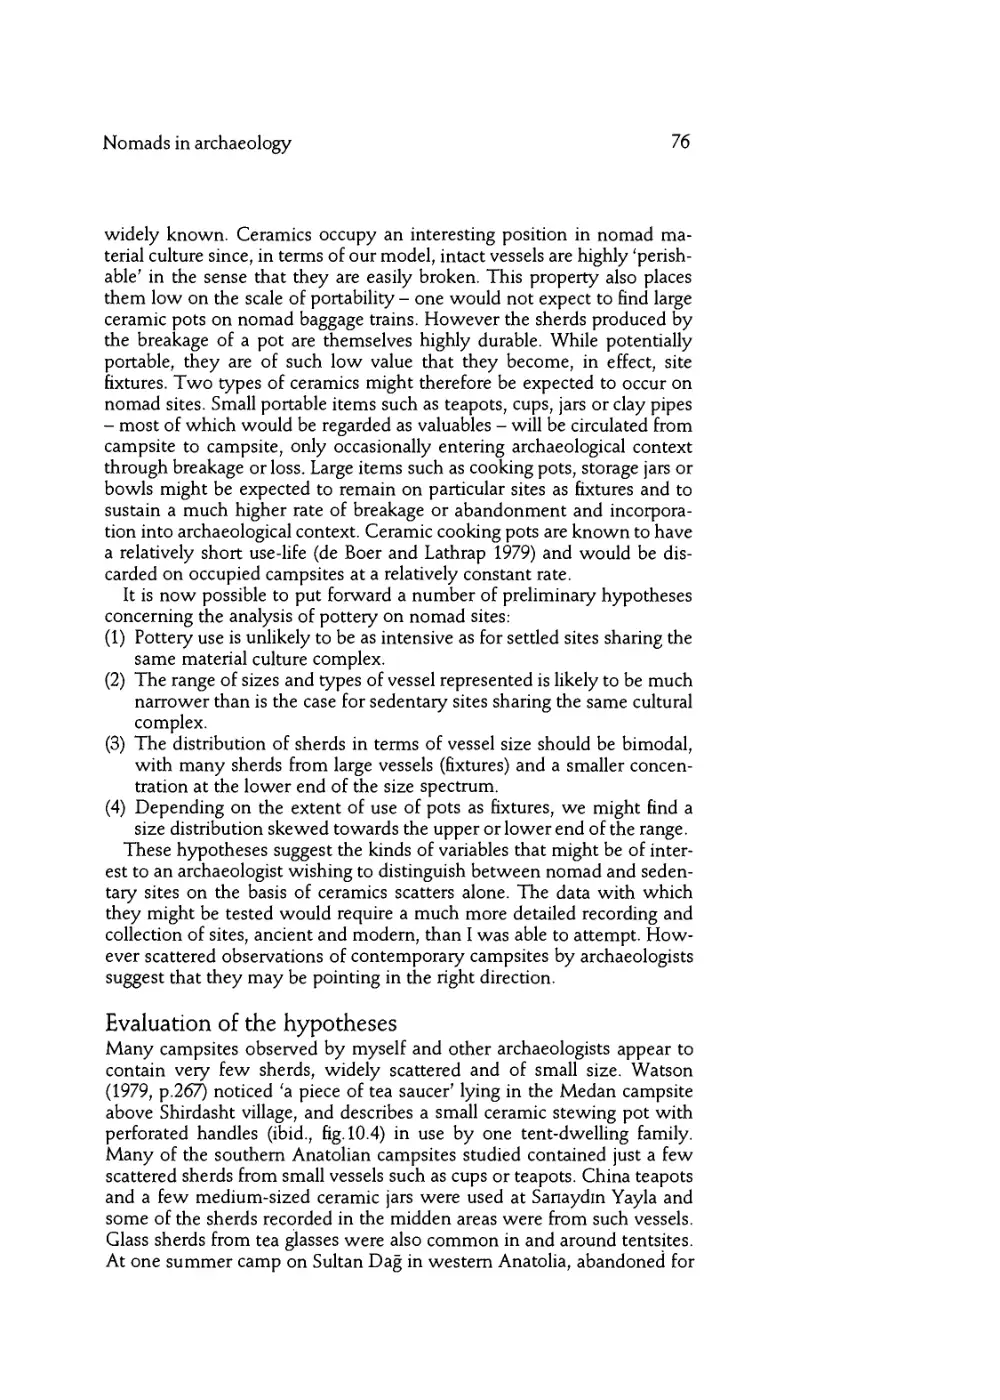 Nomads in archaeology 76
widely known. Ceramics occupy an interesting position in nomad ma-
terial culture since, in terms of our model, intact vessels are highly ‘perish-
able’ in the sense that they are easily broken. This property also places
them low on the scale of portability – one would not expect to find large
ceramic pots on nomad baggage trains. However the sherds produced by
the breakage of a pot are themselves highly durable. While potentially
portable, they are of such low value that they become, in effect, site
fixtures. Two types of ceramics might therefore be expected to occur on
nomad sites. Small portable items such as teapots, cups, jars or clay pipes
– most of which would be regarded as valuables – will be circulated from
campsite to campsite, only occasionally entering archaeological context
through breakage or loss. Large items such as cooking pots, storage jars or
bowls might be expected to remain on particular sites as fixtures and to
sustain a much higher rate of breakage or abandonment and incorpora-
tion into archaeological context. Ceramic cooking pots are known to have
a relatively short use-life (de Boer and Lathrap 1979) and would be dis-
carded on occupied campsites at a relatively constant rate.
It is now possible to put forward a number of preliminary hypotheses
concerning the analysis of pottery on nomad sites:
(1) Pottery use is unlikely to be as intensive as for settled sites sharing the
same material culture complex.
(2) The range of sizes and types of vessel represented is likely to be much
narrower than is the case for sedentary sites sharing the same cultural
complex.
(3) The distribution of sherds in terms of vessel size should be bimodal,
with many sherds from large vessels (fixtures) and a smaller concen-
tration at the lower end of the size spectrum.
(4) Depending on the extent of use of pots as fixtures, we might find a
size distribution skewed towards the upper or lower end of the range.
These hypotheses suggest the kinds of variables that might be of inter-
est to an archaeologist wishing to distinguish between nomad and seden-
tary sites on the basis of ceramics scatters alone. The data with which
they might be tested would require a much more detailed recording and
collection of sites, ancient and modern, than I was able to attempt. How-
ever scattered observations of contemporary campsites by archaeologists
suggest that they may be pointing in the right direction.
Evaluation of the hypotheses
Many campsites observed by myself and other archaeologists appear to
contain very few sherds, widely scattered and of small size. Watson
(1979, p.267) noticed ‘a piece of tea saucer’ lying in the Medan campsite
above Shirdasht village, and describes a small ceramic stewing pot with
perforated handles (ibid., fig.10.4) in use by one tent-dwelling family.
Many of the southern Anatolian campsites studied contained just a few
scattered sherds from small vessels such as cups or teapots. China teapots
and a few medium-sized ceramic jars were used at Sarıaydın Yayla and
some of the sherds recorded in the midden areas were from such vessels.
Glass sherds from tea glasses were also common in and around tentsites.
At one summer camp on Sultan Dağ in western Anatolia, abandoned for